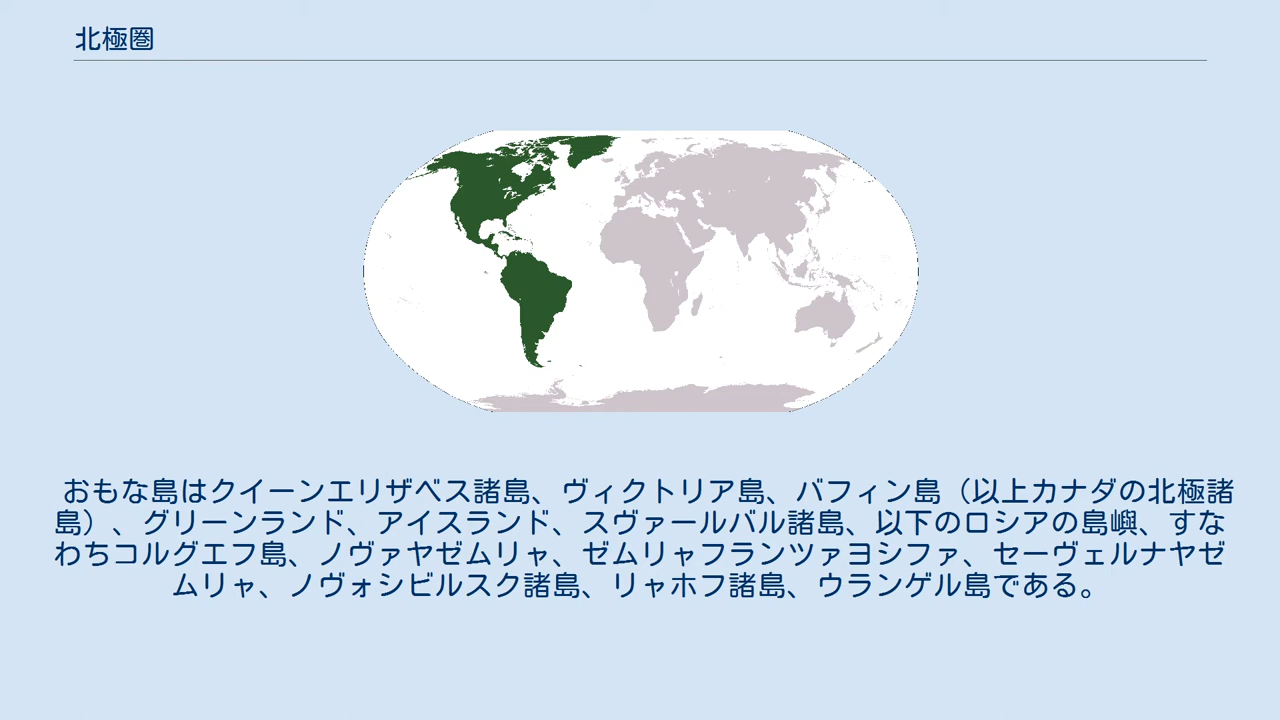 北極圏
おもな島はクイーンエリザベス諸島、ヴィクトリア島、バフィン島（以上カナダの北極諸
島）、グリーンランド、アイスランド、スヴァールバル諸島、以下のロシアの島嶼、すな
わちコルグエフ島、ノヴァヤゼムリャ、ゼムリャフランツァヨシファ、セーヴェルナヤゼ
ムリャ、ノヴォシビルスク諸島、リャホフ諸島、ウランゲル島である。